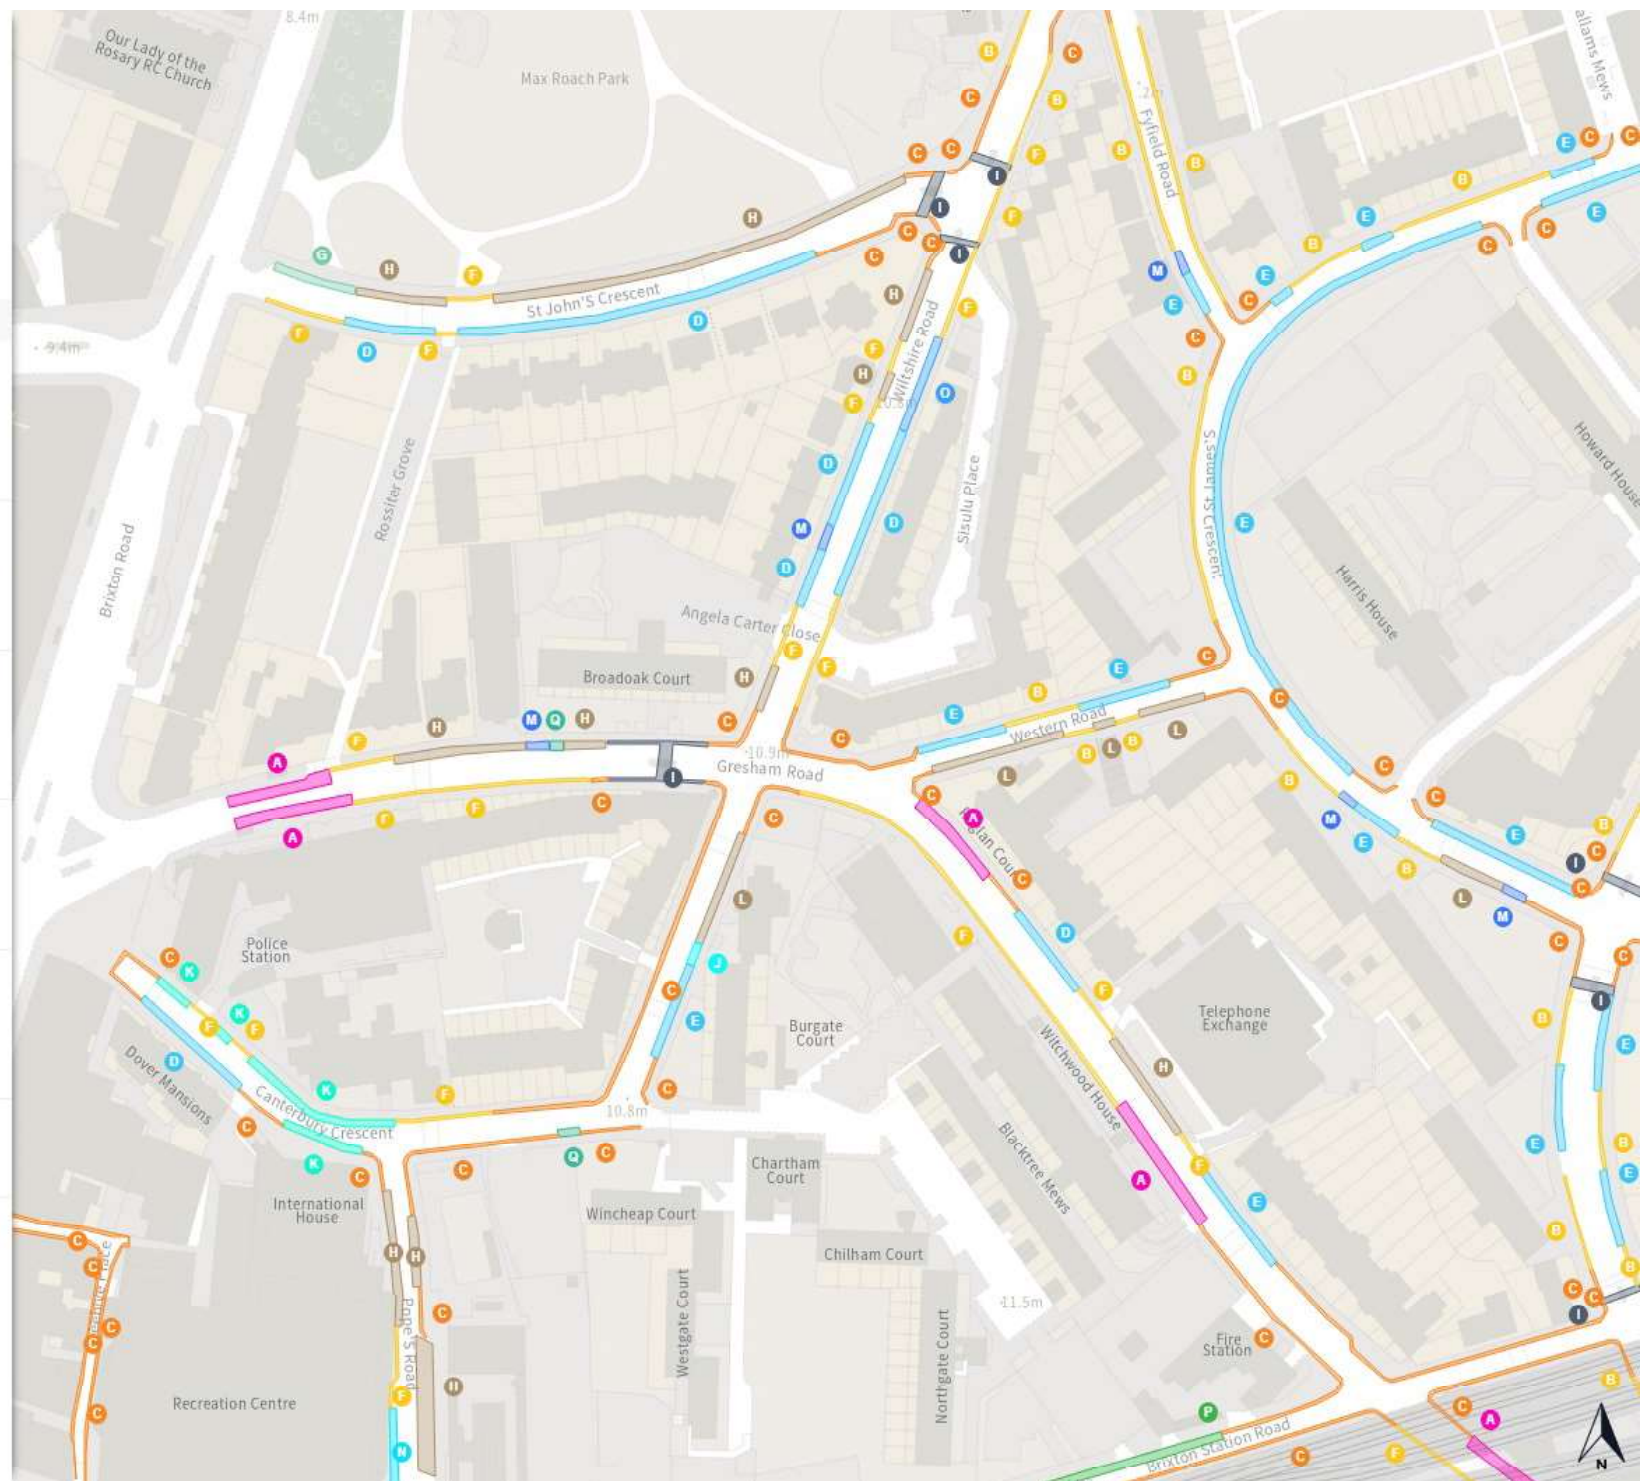 8.4m
Our Lady of the
Rosary RC Church
Max Roach Park
allams Mews
B
C
C
B
.2m
Fyfield Road
B
B
E
C
C
C
C
F
I
B
I
H
F
E
E
G
H
F
C
C
C
I
B
C
C
M
E
E
St John'S Crescent
H
F
D
C
C
B
9.4m
D
F
F
H
F
Wiltshire Road
O
Howard House
Rossiter Grove
Sisulu Place
D
D
M
D
E
Brixton Road
Harris House
Angela Carter Close
F
F
Broadoak Court
H
C
E
C
B
C
H
M
Q
H
C
C
E
Western Road
L
B
L
B
A
F
10.9m
Gresham Road
I
L
C
B
C
A
F
C
C
C
A
M
E
E
B
C
I
C
C
B
L
D
L
M
C
C
Police
Station
C
K
J
F
F
K
F
C
E
Burgate
Court
Telephone
Exchange
I
B
E
D
Dover Mansions
K
F
C
Witchwood House
H
Canterbury Crescent
10.8m
C
K
Q
C
Blacktree Mews
F
E
B
C
C
Chartham
Court
A
E
E
International
House
Wincheap Court
B
C
C
H
H
Chilham Court
B
C
C
Pope'S Road
C
Westgate Court
11.5m
Northgate Court
Fire
Station
C
I
C
F
Recreation Centre
C
P
C
A
B
N
Brixton Station Road
C
F
N